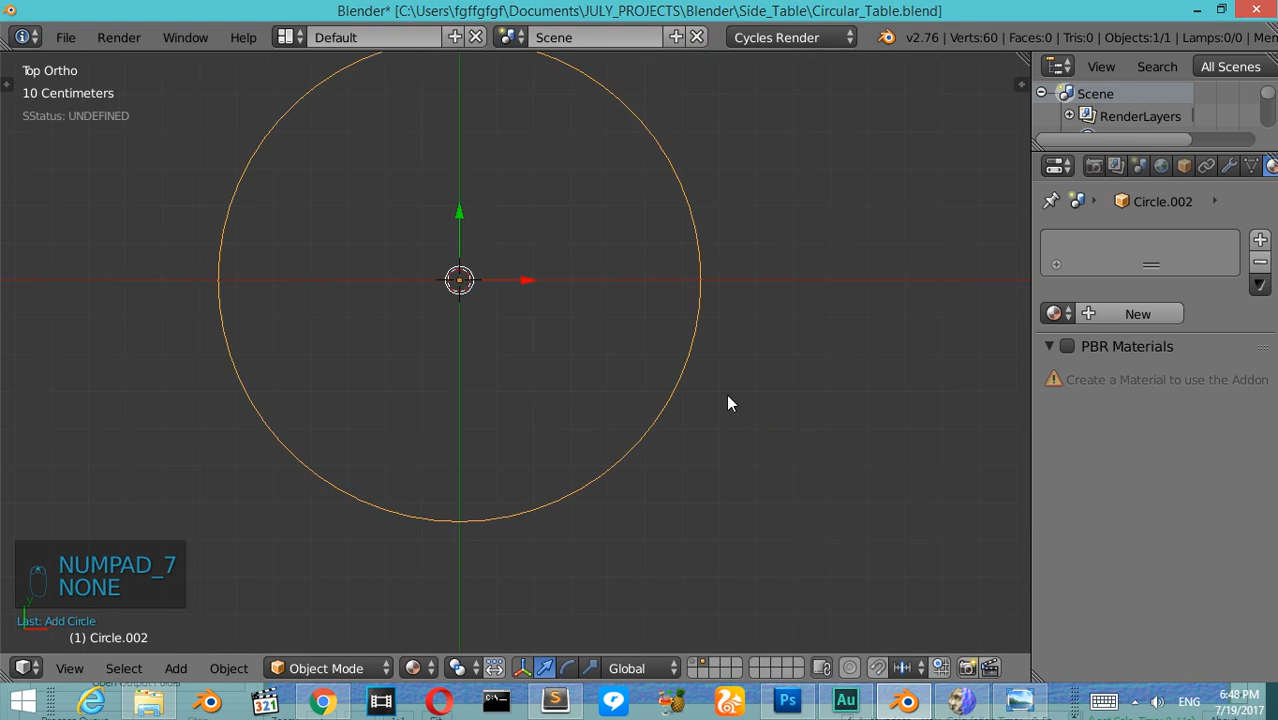 Blender* [C:\Users\fgffgfgf\Documents\JULY_PROJECTS\Blender\Side_Table\Circular_Table.blend]
File Render Window Help Default Scene Cycles Render v2.76 | Verts:60 | Faces:0 | Tris:0 | Objects:1/1 | Lamps:0/0 | Mem
View Search All Scenes
Scene
RenderLayers
Top Ortho
10 Centimeters
SStatus: UNDEFINED
Circle.002
New
PBR Materials
Create a Material to use the Addon
NUMPAD_7
NONE
y
Last: Add Circle
(1) Circle.002
View Select Add Object Object Mode Global
321 Ps Au ENG
6:48 PM
7/19/2017